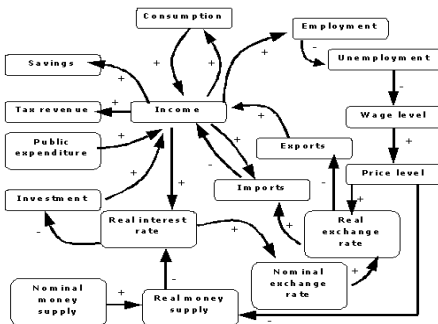 Consumption
Employment
Savings
Unemployment
Tax revenue
Income
Wage level
Public
expenditure
Exports
Price level
Investment
Imports
Real interest
rate
Real
exchange
rate
Nominal
exchange
rate
Nominal
money
supply
Real money
supply
+
+
+
-
+
+
-
+
+
+
+
+
-
+
+
-
-
+
+
+
+
+
-
-